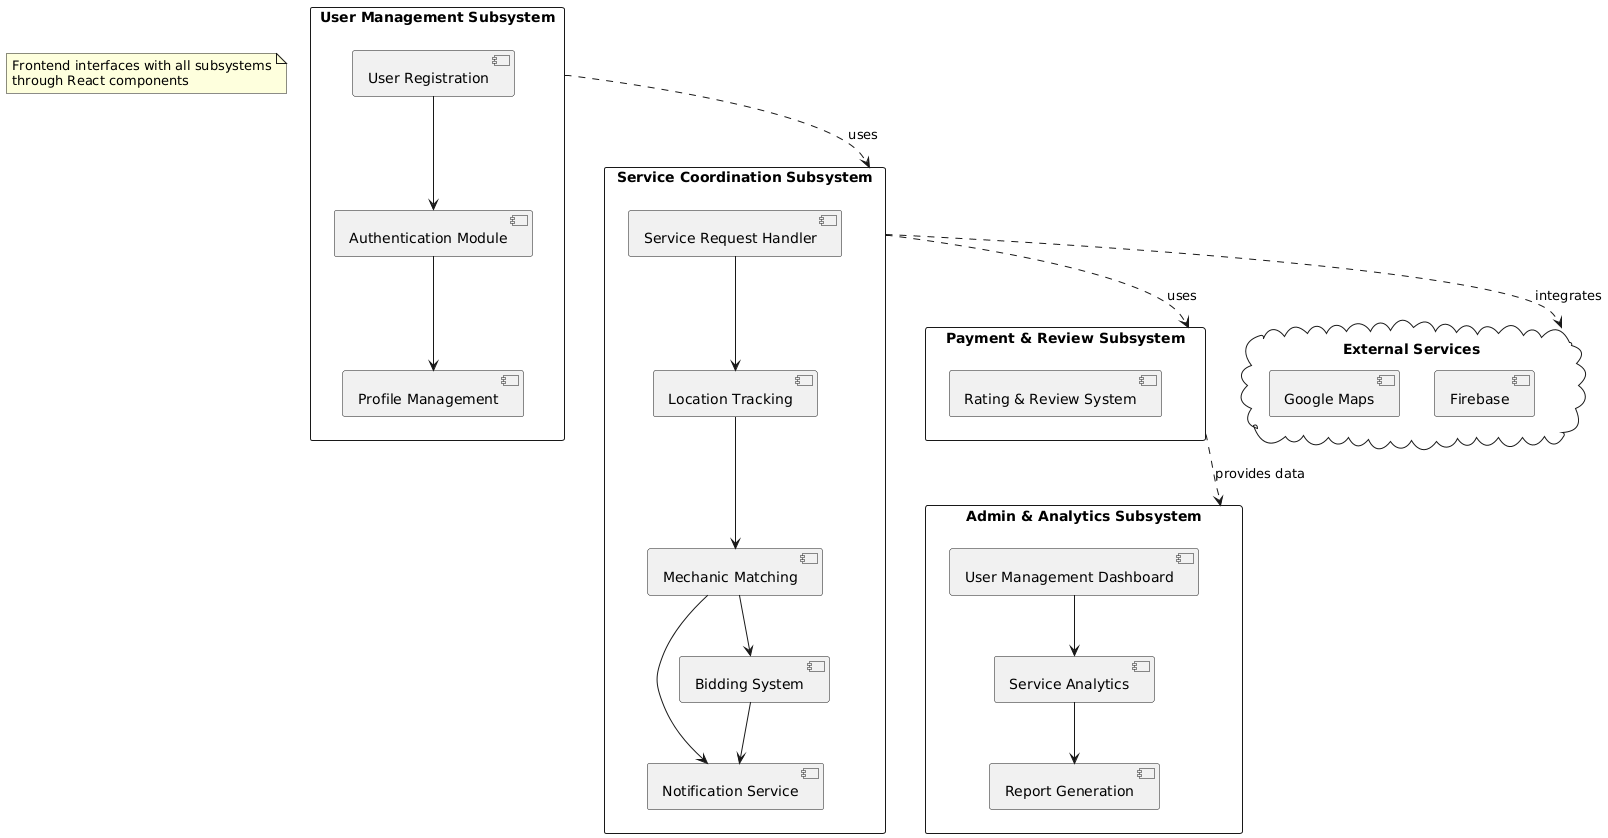 Frontend interfaces with all subsystems
through React components
User Management Subsystem
User Registration
Authentication Module
Profile Management
uses
Service Coordination Subsystem
Service Request Handler
Location Tracking
Mechanic Matching
Bidding System
Notification Service
uses
integrates
Payment & Review Subsystem
Rating & Review System
External Services
Google Maps
Firebase
provides data
Admin & Analytics Subsystem
User Management Dashboard
Service Analytics
Report Generation